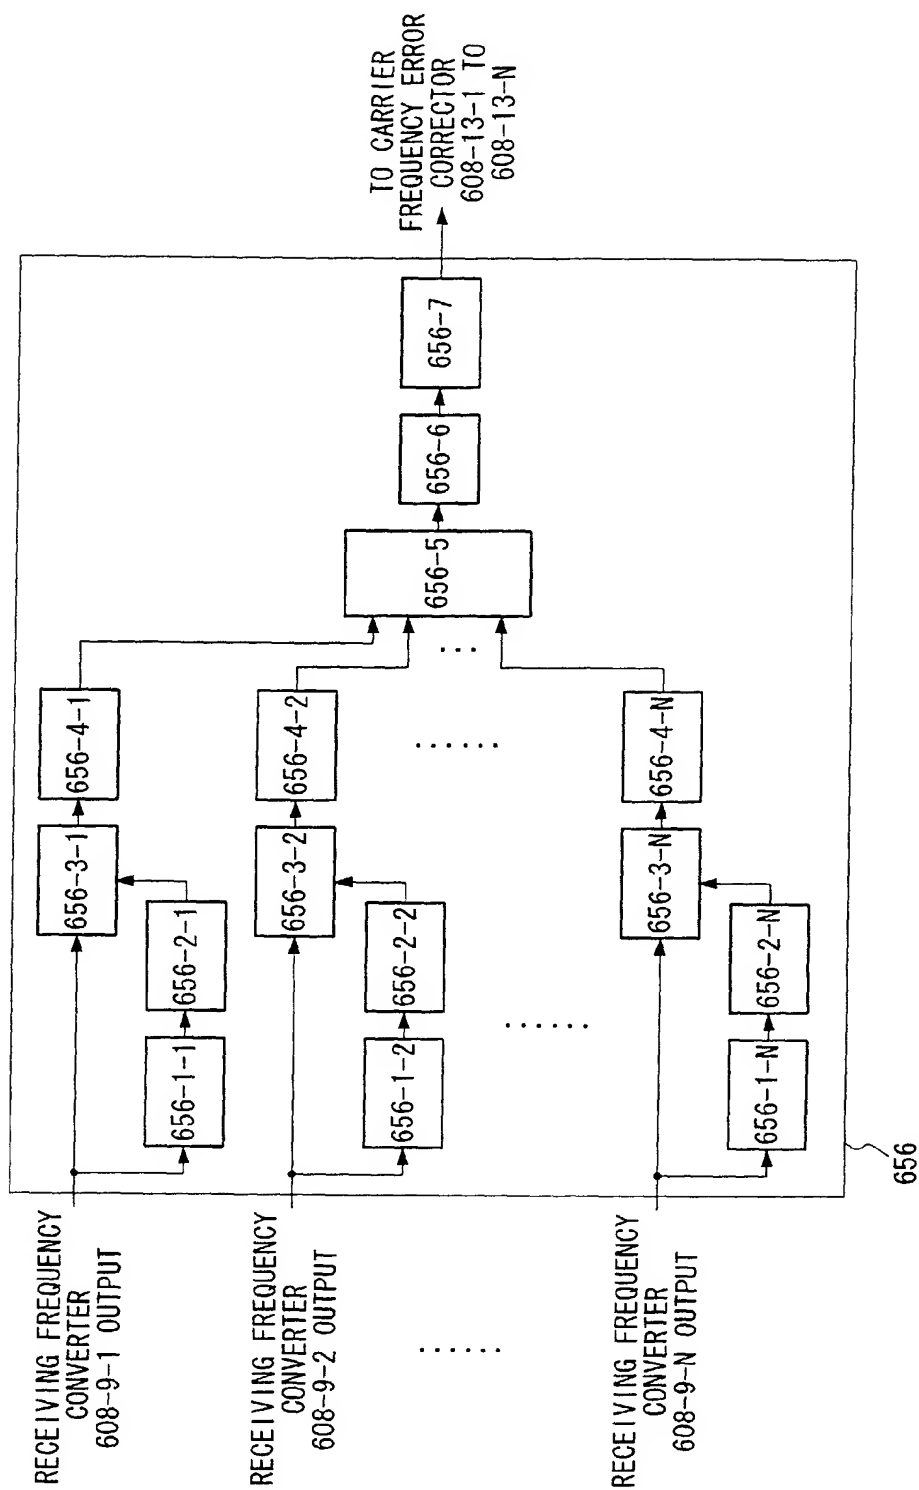 RECEIVING FREQUENCY
CONVERTER
608-9-1 OUTPUT
656-1-1
656-2-1
656-3-1
656-4-1
RECEIVING FREQUENCY
CONVERTER
608-9-2 OUTPUT
656-1-2
656-2-2
656-3-2
656-4-2
......
......
......
...
RECEIVING FREQUENCY
CONVERTER
608-9-N OUTPUT
656-1-N
656-2-N
656-3-N
656-4-N
656-5
656-6
656-7
TO CARRIER
FREQUENCY ERROR
CORRECTOR
608-13-1 TO
608-13-N
656